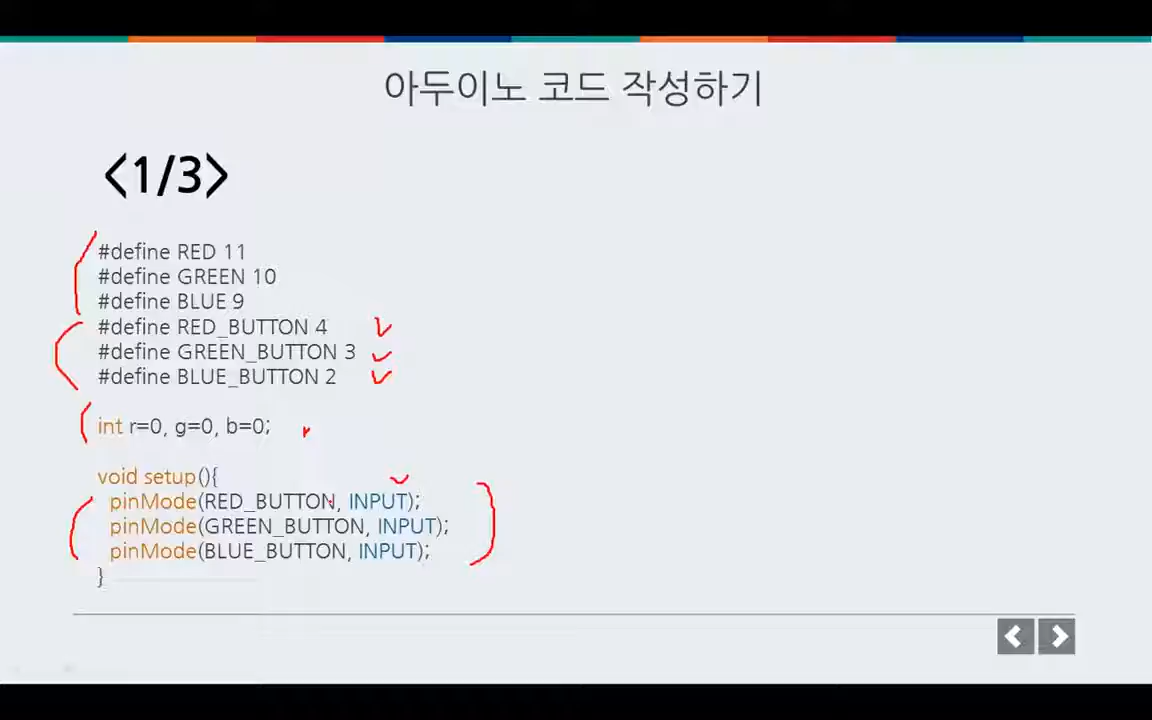 아두이노 코드 작성하기
<1/3>
#define RED 11
#define GREEN 10
#define BLUE 9
#define RED_BUTTON 4
#define GREEN_BUTTON 3
#define BLUE_BUTTON 2
int r=0, g=0, b=0;
void setup(){
pinMode(RED_BUTTON, INPUT);
pinMode(GREEN_BUTTON, INPUT);
pinMode(BLUE_BUTTON, INPUT);
}